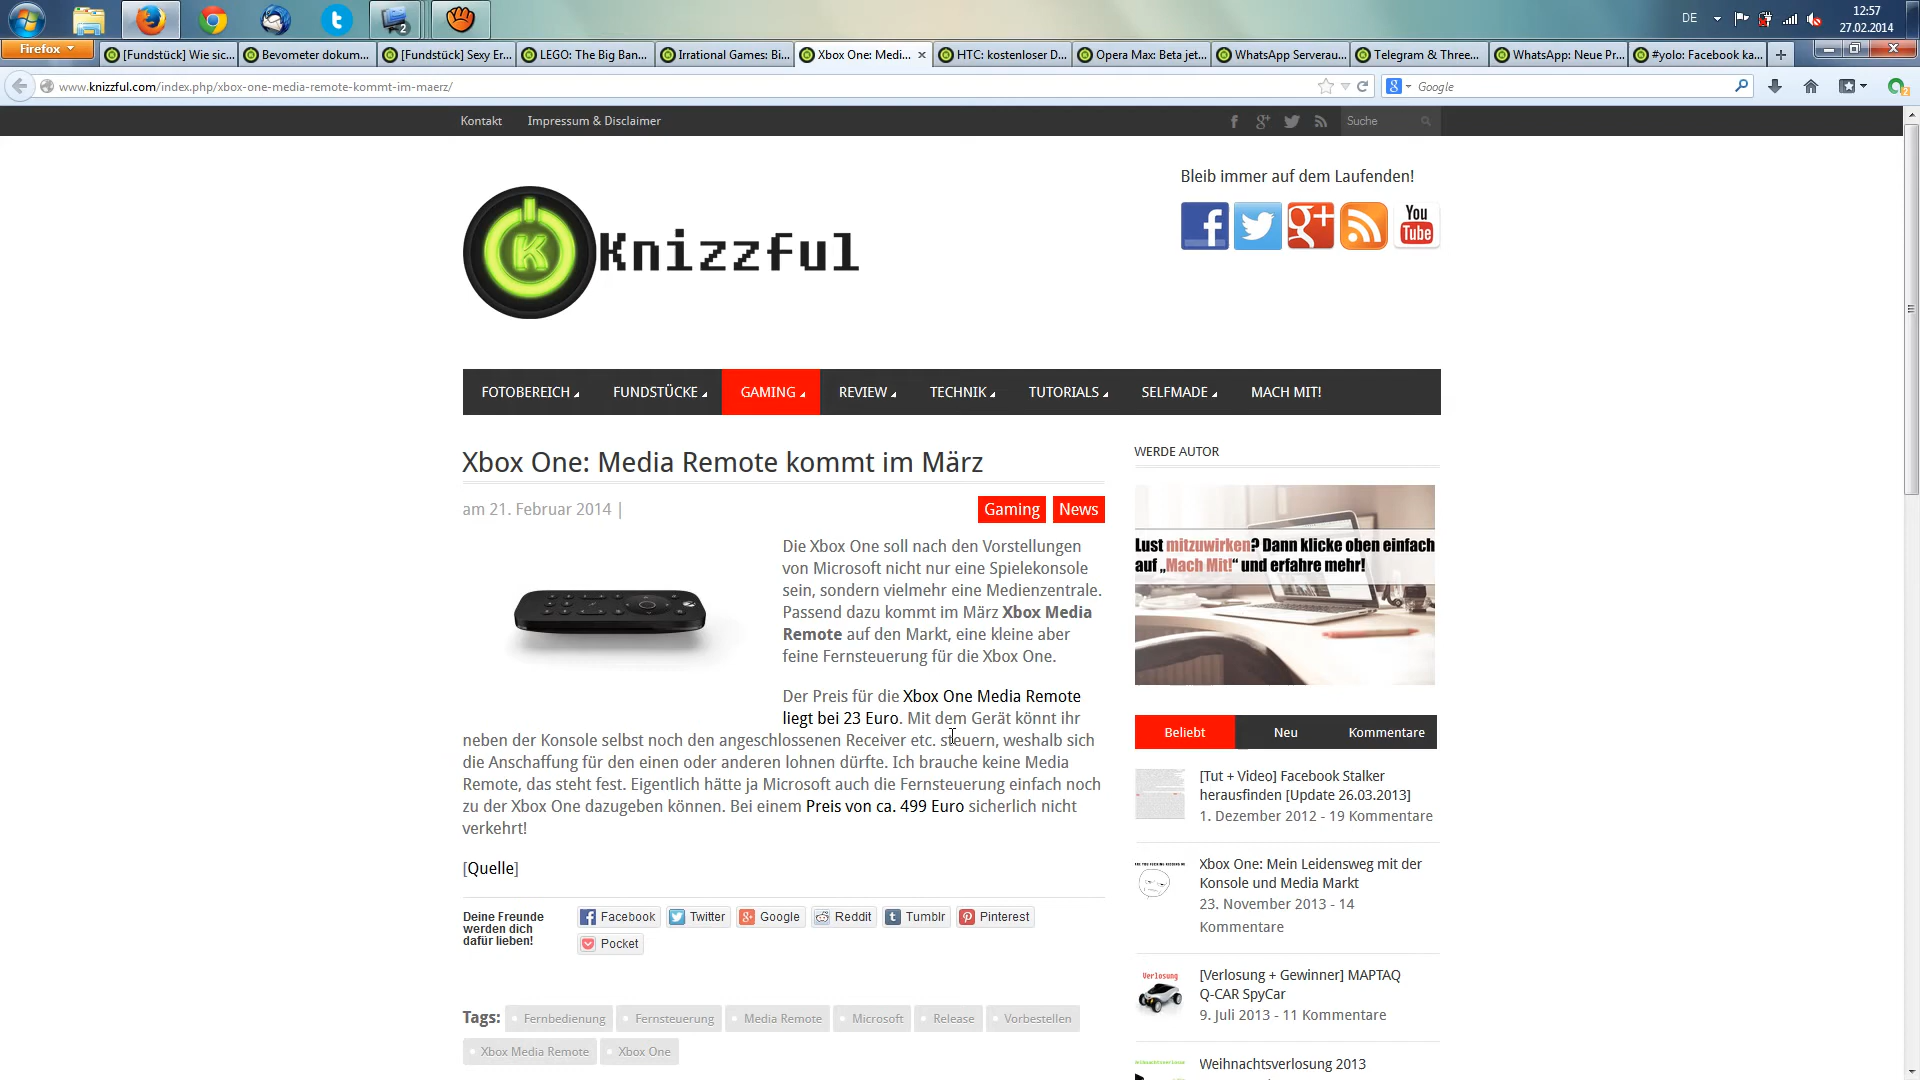 DE
12:57
27.02.2014
2
Firefox
[Fundstück] Wie sic...
Bevometer dokum...
[Fundstück] Sexy Er...
LEGO: The Big Ban...
Irrational Games: Bi...
Xbox One: Medi...
HTC: kostenloser D...
Opera Max: Beta jet...
WhatsApp Serverau...
Telegram & Three...
WhatsApp: Neue Pr...
#yolo: Facebook ka...
www.knizzful.com/index.php/xbox-one-media-remote-kommt-im-maerz/
Google
Kontakt
Impressum & Disclaimer
Suche
Bleib immer auf dem Laufenden!
You
Tube
K
Knizzful
FOTOBEREICH
FUNDSTÜCKE
GAMING
REVIEW
TECHNIK
TUTORIALS
SELFMADE
MACH MIT!
Xbox One: Media Remote kommt im März
am 21. Februar 2014 |
Gaming
News
Die Xbox One soll nach den Vorstellungen
von Microsoft nicht nur eine Spielekonsole
sein, sondern vielmehr eine Medienzentrale.
Passend dazu kommt im März Xbox Media
Remote auf den Markt, eine kleine aber
feine Fernsteuerung für die Xbox One.
Der Preis für die Xbox One Media Remote
liegt bei 23 Euro. Mit dem Gerät könnt ihr
neben der Konsole selbst noch den angeschlossenen Receiver etc. steuern, weshalb sich
die Anschaffung für den einen oder anderen lohnen dürfte. Ich brauche keine Media
Remote, das steht fest. Eigentlich hätte ja Microsoft auch die Fernsteuerung einfach noch
zu der Xbox One dazugeben können. Bei einem Preis von ca. 499 Euro sicherlich nicht
verkehrt!
[Quelle]
Deine Freunde
werden dich
dafür lieben!
Facebook
Twitter
Google
Reddit
Tumblr
Pinterest
Pocket
Tags:
Fernbedienung
Fernsteuerung
Media Remote
Microsoft
Release
Vorbestellen
Xbox Media Remote
Xbox One
WERDE AUTOR
Lust mitzuwirken? Dann klicke oben einfach
auf „Mach Mit!“ und erfahre mehr!
Beliebt
Neu
Kommentare
[Tut + Video] Facebook Stalker
herausfinden [Update 26.03.2013]
1. Dezember 2012 - 19 Kommentare
Xbox One: Mein Leidensweg mit der
Konsole und Media Markt
23. November 2013 - 14
Kommentare
Verlosung
[Verlosung + Gewinner] MAPTAQ
Q-CAR SpyCar
9. Juli 2013 - 11 Kommentare
Weihnachtsverlosung 2013